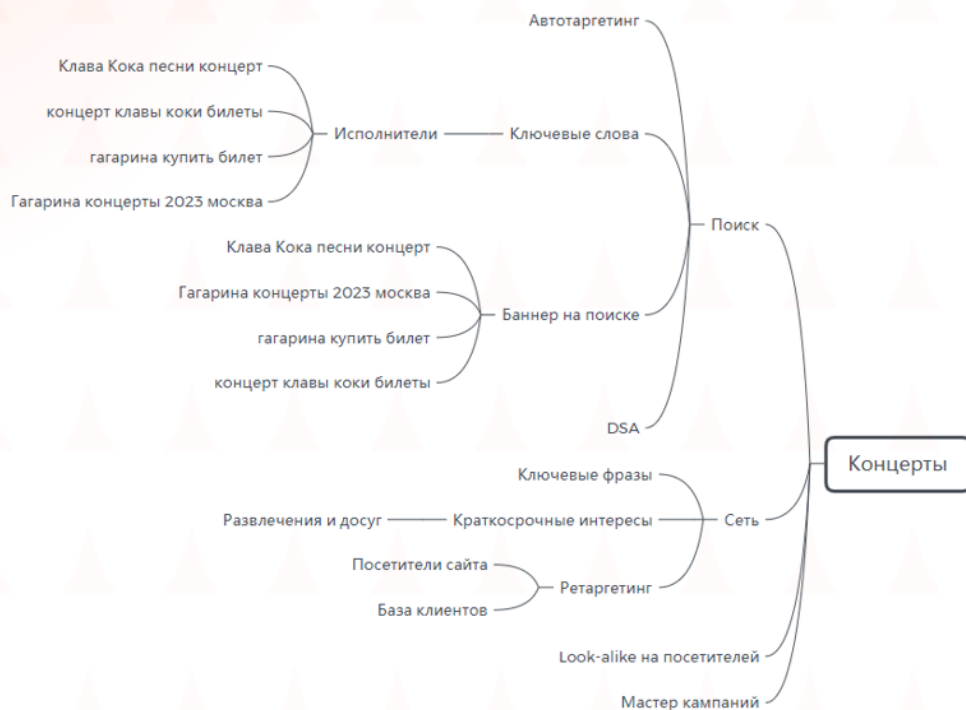 Автотаргетинг
Клава Кока песни концерт
концерт клавы коки билеты
Исполнители
Ключевые слова
гагарина купить билет
Гагарина концерты 2023 москва
Поиск
Клава Кока песни концерт
Гагарина концерты 2023 москва
Баннер на поиске
гагарина купить билет
концерт клавы коки билеты
DSA
Концерты
Ключевые фразы
Развлечения и досуг
Краткосрочные интересы
Сеть
Посетители сайта
Ретаргетинг
База клиентов
Look-alike на посетителей
Мастер кампаний